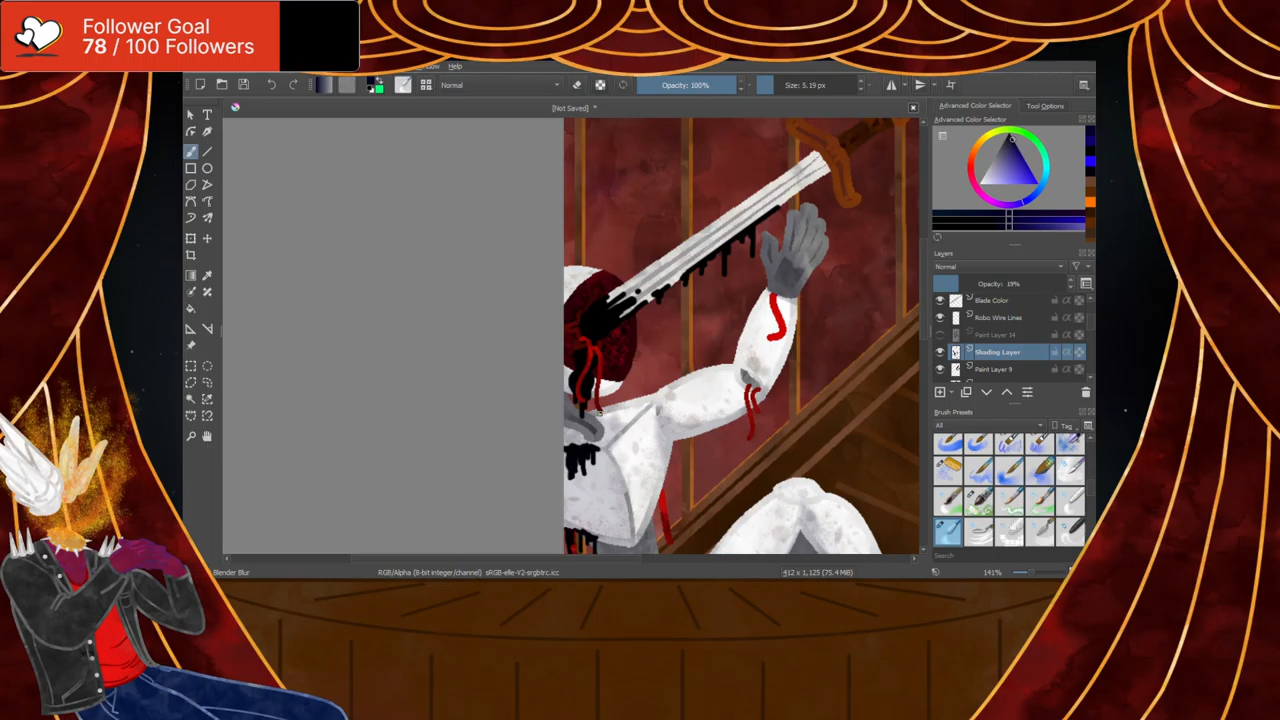 Follower Goal
78 / 100 Followers
Help
Normal
Opacity: 100%
Size: 5.19 px
[Not Saved] *
Advanced Color Selector
Tool Options
Advanced Color Selector
Layers
Normal
Opacity: 19%
Blade Color
Robo Wire Lines
Paint Layer 14
Shading Layer
Paint Layer 9
Brush Presets
All
Tag
Search
Blender Blur
RGB/Alpha (8-bit integer/channel) sRGB-elle-V2-srgbtrc.icc
412 x 1,125 (75.4 MiB)
141%